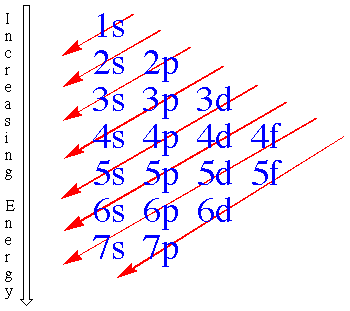 Increasing Energy
1s
2s 2p
3s 3p 3d
4s 4p 4d 4f
5s 5p 5d 5f
6s 6p 6d
7s 7p